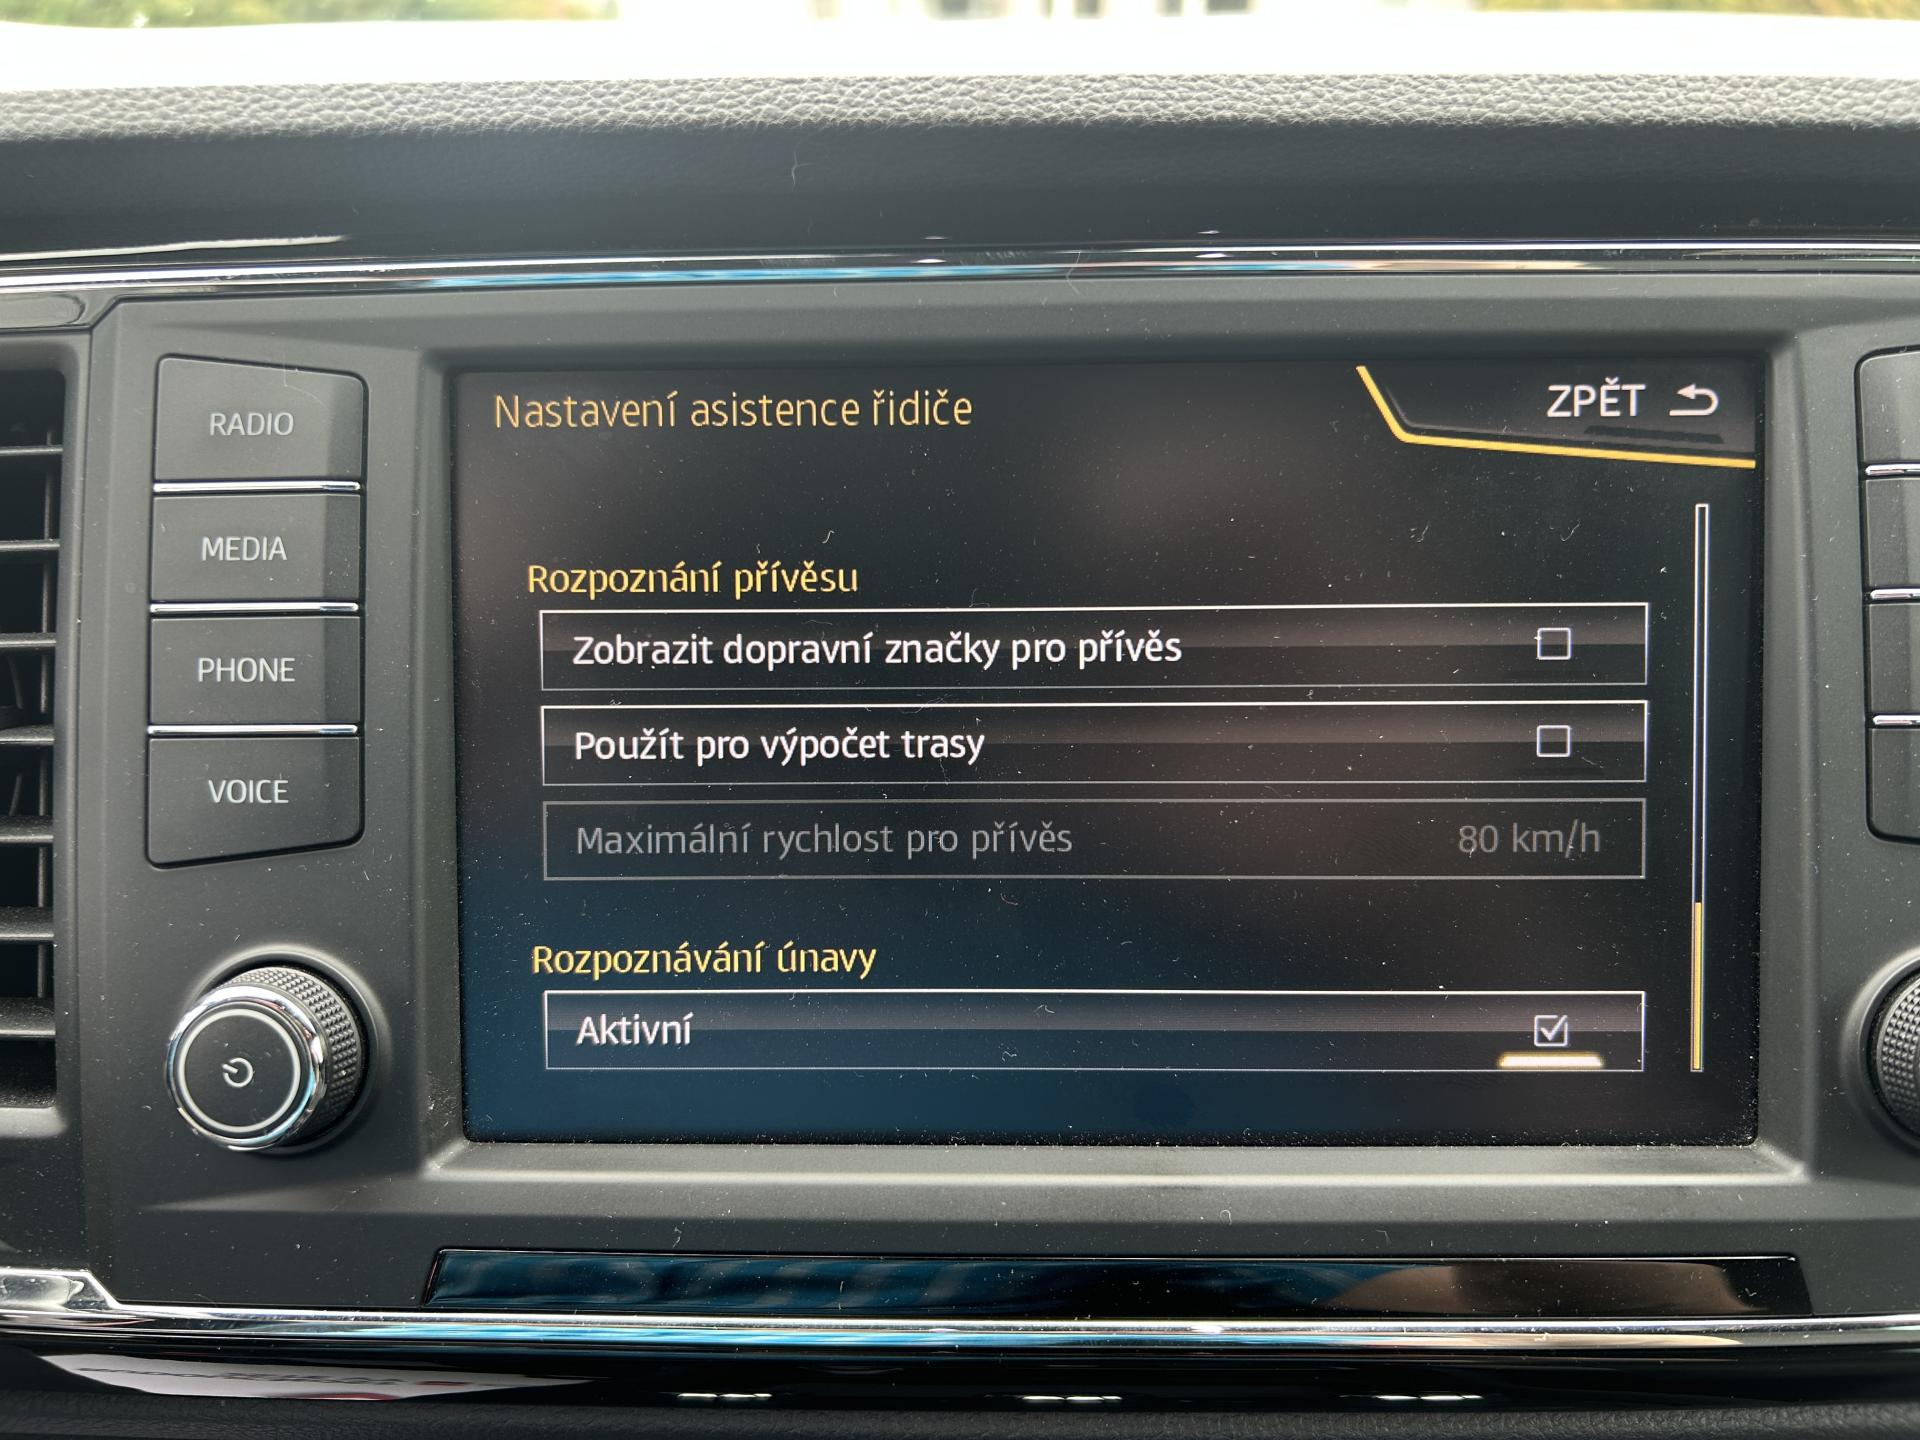 RADIO
MEDIA
PHONE
VOICE
Nastavení asistence řidiče
ZPĚT
Rozpoznání přívěsu
Zobrazit dopravní značky pro přívěs
Použít pro výpočet trasy
Maximální rychlost pro přívěs 80 km/h
Rozpoznávání únavy
Aktivní